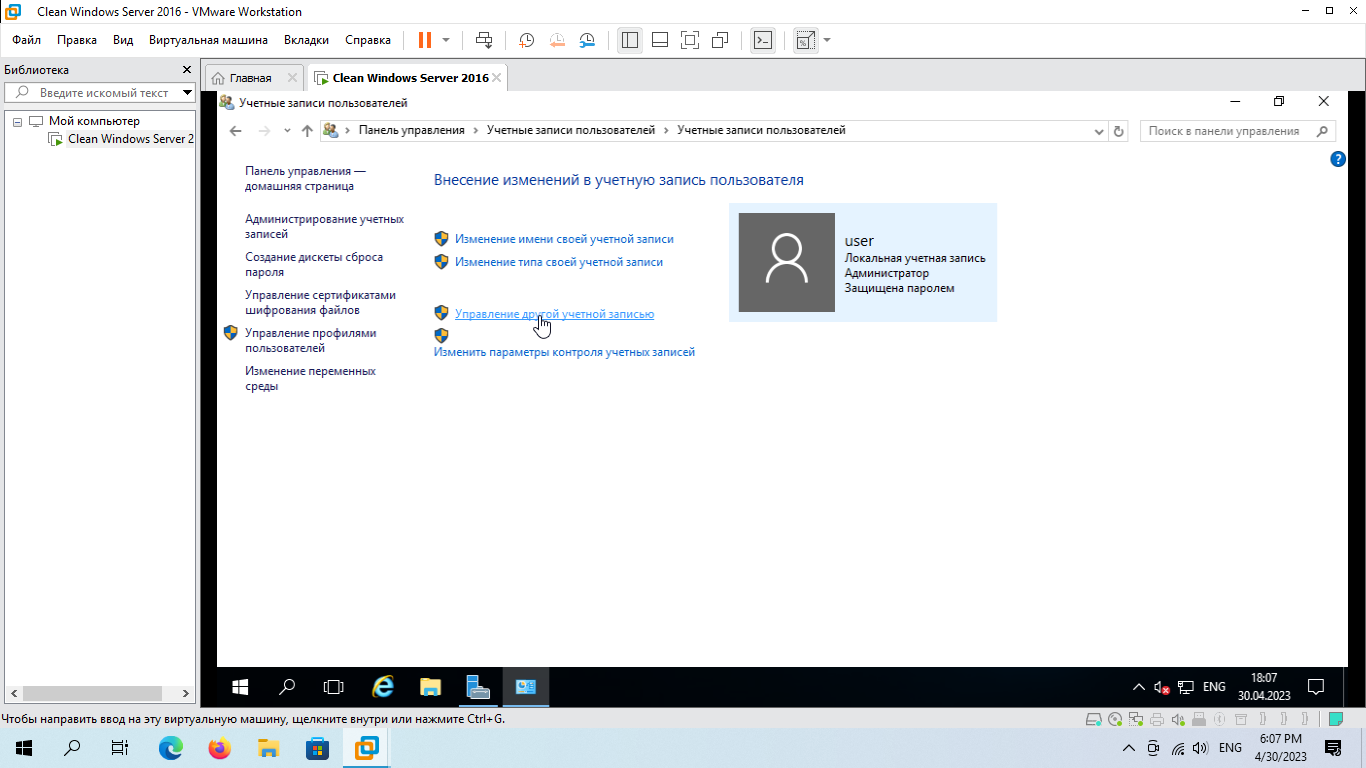 Clean Windows Server 2016 - VMware Workstation
Файл Правка Вид Виртуальная машина Вкладки Справка
Библиотека
Введите искомый текст
Мой компьютер
Clean Windows Server 2
Главная
Clean Windows Server 2016
Учетные записи пользователей
Панель управления
Учетные записи пользователей
Учетные записи пользователей
Поиск в панели управления
?
Панель управления —
домашняя страница
Администрирование учетных
записей
Создание дискеты сброса
пароля
Управление сертификатами
шифрования файлов
Управление профилями
пользователей
Изменение переменных
среды
Внесение изменений в учетную запись пользователя
Изменение имени своей учетной записи
Изменение типа своей учетной записи
Управление другой учетной записью
Изменить параметры контроля учетных записей
user
Локальная учетная запись
Администратор
Защищена паролем
ENG
18:07
30.04.2023
Чтобы направить ввод на эту виртуальную машину, щелкните внутри или нажмите Ctrl+G.
ENG
6:07 PM
4/30/2023